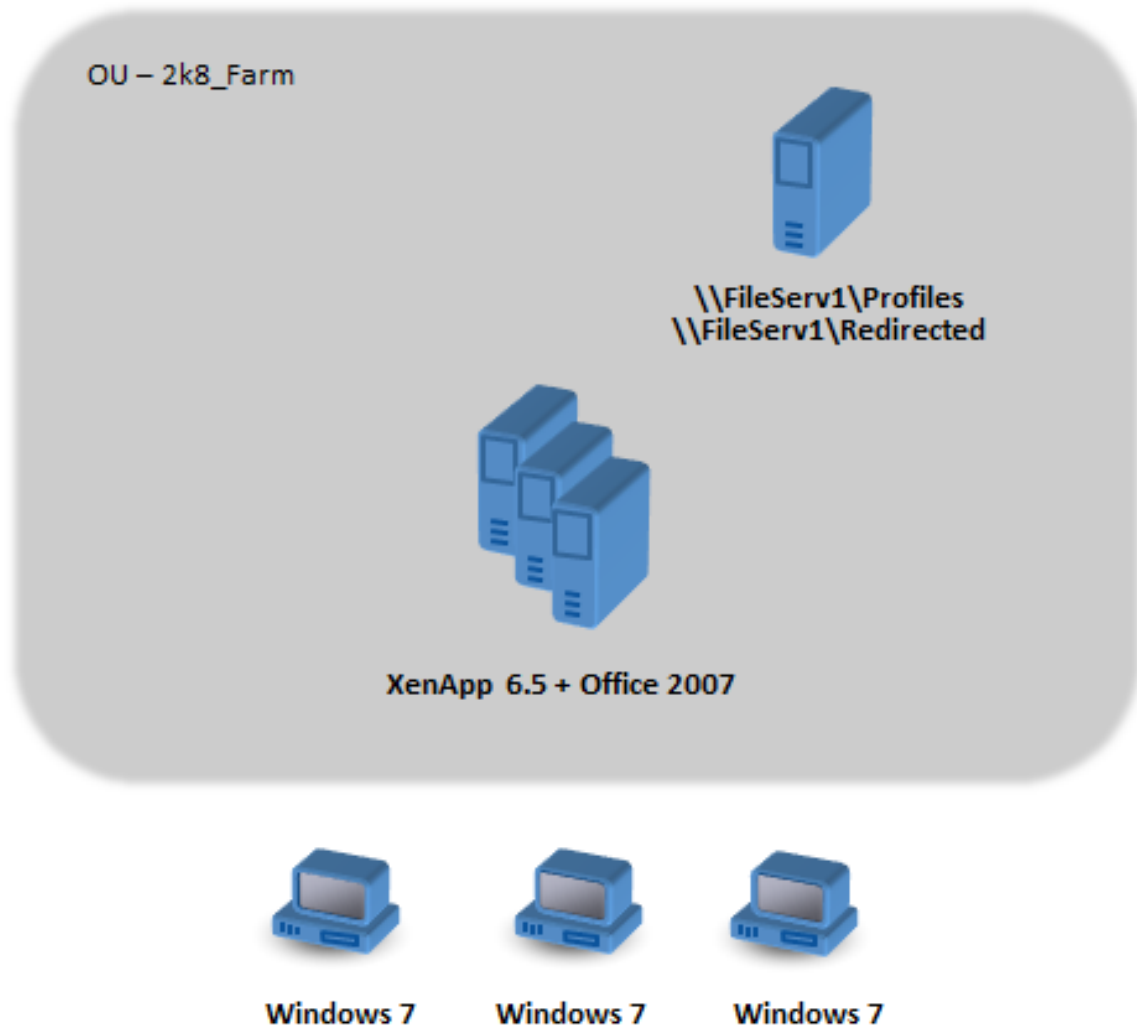 OU – 2k8_Farm
\\FileServ1\Profiles
\\FileServ1\Redirected
XenApp 6.5 + Office 2007
Windows 7 Windows 7 Windows 7